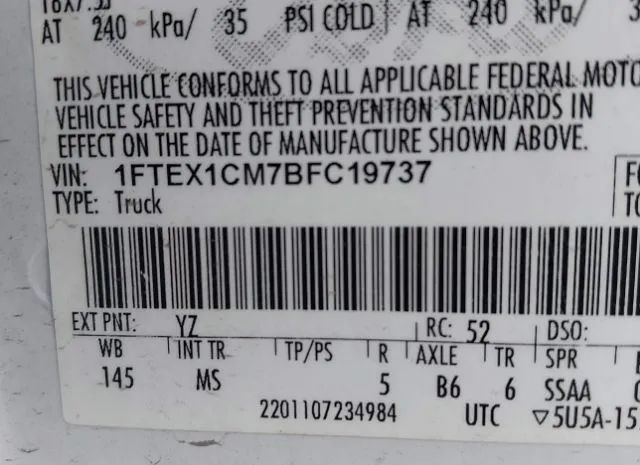 AT 240 kPa/ 35 PSI COLD AT 240 kPa/
THIS VEHICLE CONFORMS TO ALL APPLICABLE FEDERAL MOTO
VEHICLE SAFETY AND THEFT PREVENTION STANDARDS IN
EFFECT ON THE DATE OF MANUFACTURE SHOWN ABOVE.
VIN: 1FTEX1CM7BFC19737
TYPE: Truck
EXT PNT: YZ RC: 52 DSO:
WB INT TR TP/PS R AXLE TR SPR
145 MS 5 B6 6 SSAA
2201107234984 UTC ▽5U5A-15